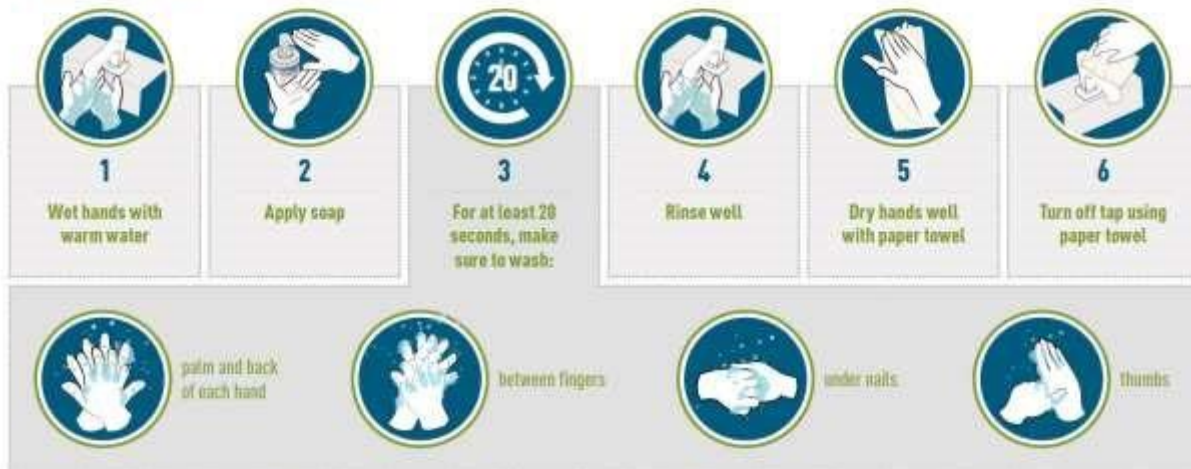 20
1
Wet hands with
warm water
2
Apply soap
3
For at least 20
seconds, make
sure to wash:
4
Rinse well
5
Dry hands well
with paper towel
6
Turn off tap using
paper towel
palm and back
of each hand
between fingers
under nails
thumbs